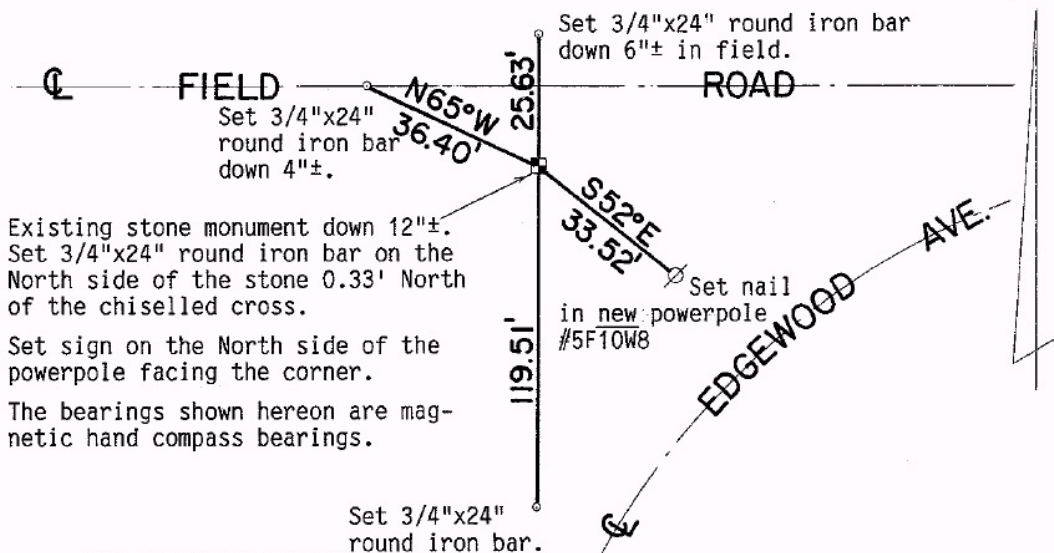 Set 3/4"x24" round iron bar
down 6"± in field.
℄ FIELD ROAD
N65°W
36.40'
25.63'
Set 3/4"x24"
round iron bar
down 4"±.
Existing stone monument down 12"±.
Set 3/4"x24" round iron bar on the
North side of the stone 0.33' North
of the chiselled cross.
Set sign on the North side of the
powerpole facing the corner.
The bearings shown hereon are mag-
netic hand compass bearings.
S52°E
33.52'
Set nail
in new powerpole
#5F10W8
119.51'
℄ EDGEWOOD AVE.
Set 3/4"x24"
round iron bar.